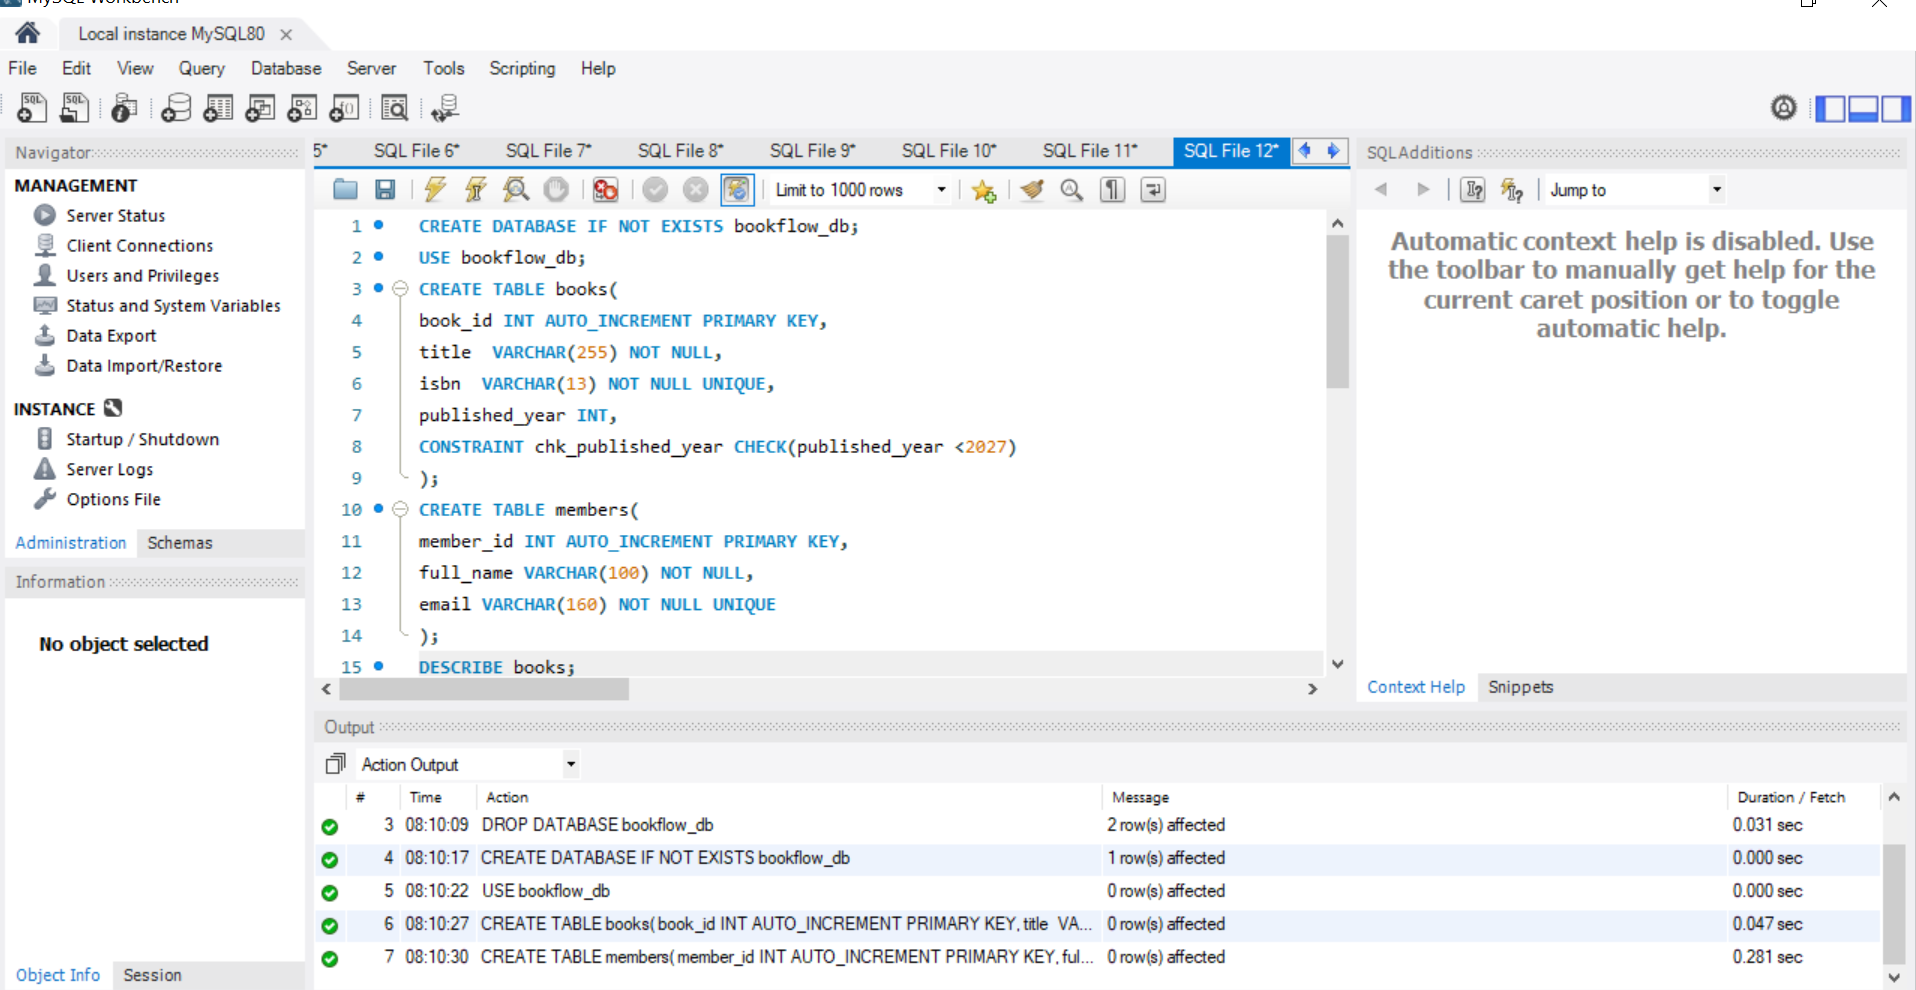 MySQL Workbench
Local instance MySQL80
File Edit View Query Database Server Tools Scripting Help
Navigator
MANAGEMENT
Server Status
Client Connections
Users and Privileges
Status and System Variables
Data Export
Data Import/Restore
INSTANCE
Startup / Shutdown
Server Logs
Options File
Administration Schemas
Information
No object selected
Object Info Session
5* SQL File 6* SQL File 7* SQL File 8* SQL File 9* SQL File 10* SQL File 11* SQL File 12*
Limit to 1000 rows
1 CREATE DATABASE IF NOT EXISTS bookflow_db;
2 USE bookflow_db;
3 CREATE TABLE books(
4 book_id INT AUTO_INCREMENT PRIMARY KEY,
5 title  VARCHAR(255) NOT NULL,
6 isbn  VARCHAR(13) NOT NULL UNIQUE,
7 published_year INT,
8 CONSTRAINT chk_published_year CHECK(published_year <2027)
9 );
10 CREATE TABLE members(
11 member_id INT AUTO_INCREMENT PRIMARY KEY,
12 full_name VARCHAR(100) NOT NULL,
13 email VARCHAR(160) NOT NULL UNIQUE
14 );
15 DESCRIBE books;
SQLAdditions
Jump to
Automatic context help is disabled. Use
the toolbar to manually get help for the
current caret position or to toggle
automatic help.
Context Help Snippets
Output
Action Output
# Time Action Message Duration / Fetch
3 08:10:09 DROP DATABASE bookflow_db 2 row(s) affected 0.031 sec
4 08:10:17 CREATE DATABASE IF NOT EXISTS bookflow_db 1 row(s) affected 0.000 sec
5 08:10:22 USE bookflow_db 0 row(s) affected 0.000 sec
6 08:10:27 CREATE TABLE books( book_id INT AUTO_INCREMENT PRIMARY KEY, title  VA... 0 row(s) affected 0.047 sec
7 08:10:30 CREATE TABLE members( member_id INT AUTO_INCREMENT PRIMARY KEY, ful... 0 row(s) affected 0.281 sec